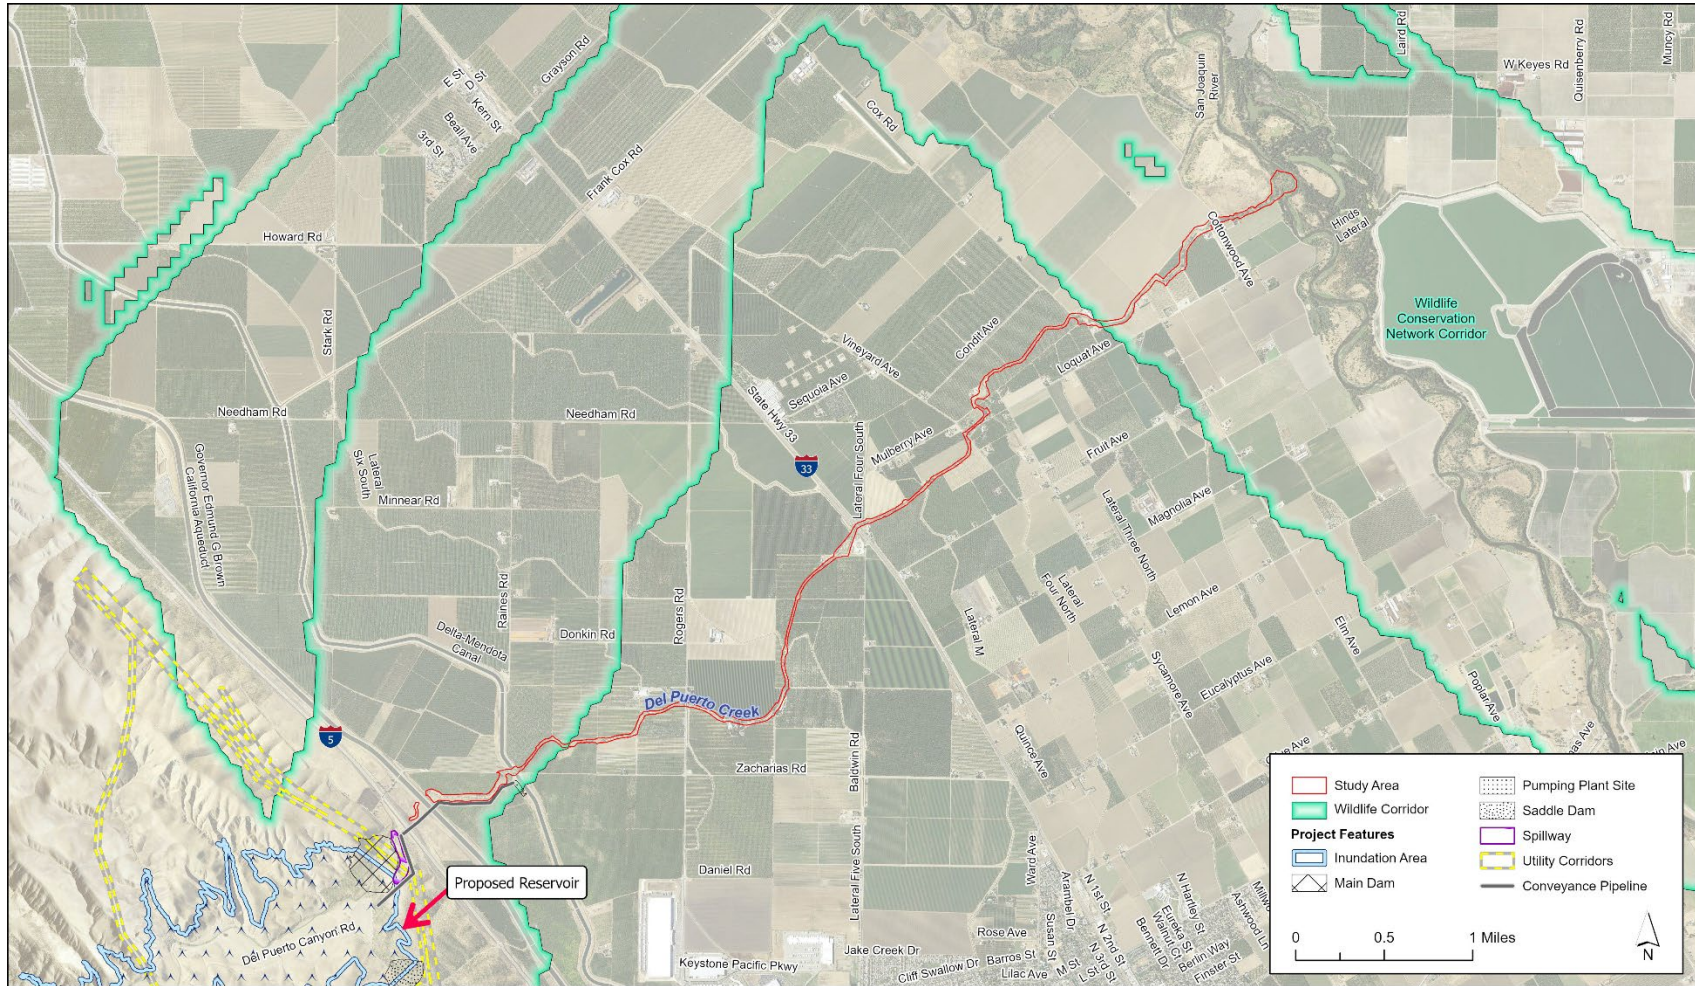 E St
D St
Kern St
Beall Ave
3rd St
Grayson Rd
Cox Rd
Frank Cox Rd
San Joaquin
River
Laird Rd
W Keyes Rd
Quisenberry Rd
Muncy Rd
Howard Rd
Stark Rd
Cottonwood Ave
Hinds
Lateral
Wildlife
Conservation
Network Corridor
Vineyard Ave
Condit Ave
Loquat Ave
Sequoia Ave
State Hwy 33
Needham Rd
Needham Rd
Governor Edmund G Brown
California Aqueduct
Lateral
Six South
Minnear Rd
33
Lateral Four South
Mulberry Ave
Fruit Ave
Magnolia Ave
Lateral Three North
Raines Rd
Donkin Rd
Rogers Rd
Delta-Mendota
Canal
Lateral M
Lateral
Four North
Lemon Ave
Elm Ave
Sycamore Ave
Eucalyptus Ave
Poplar Ave
Del Puerto Creek
5
Quince Ave
Zacharias Rd
Baldwin Rd
Daniel Rd
Lateral Five South
Ward Ave
Proposed Reservoir
Del Puerto Canyon Rd
Keystone Pacific Pkwy
Jake Creek Dr
Rose Ave
Cliff Swallow Dr
Barros St
Lilac Ave
Susan St
Arambel Dr
M St
L St
N 1st St
N 2nd St
N 3rd St
N Hartley St
Eureka St
Walnut Ct
Bennett Dr
Berlin Way
Finster St
Ashwood Ln
Study Area
Wildlife Corridor
Project Features
Inundation Area
Main Dam
Pumping Plant Site
Saddle Dam
Spillway
Utility Corridors
Conveyance Pipeline
0 0.5 1 Miles
N